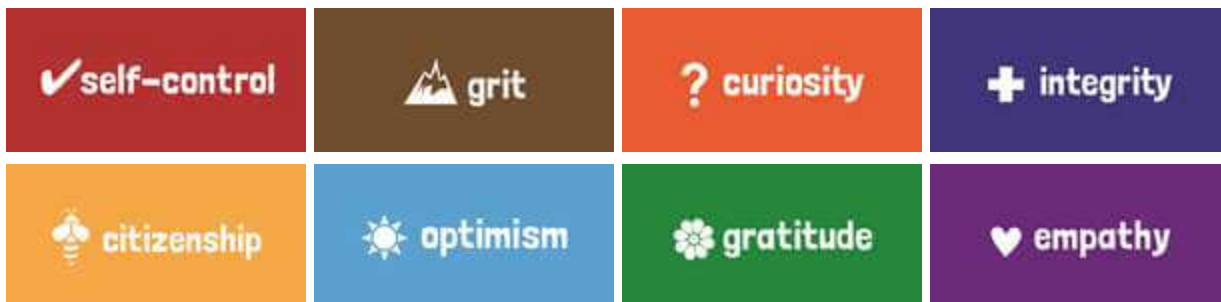 self-control
grit
? curiosity
integrity
citizenship
optimism
gratitude
empathy